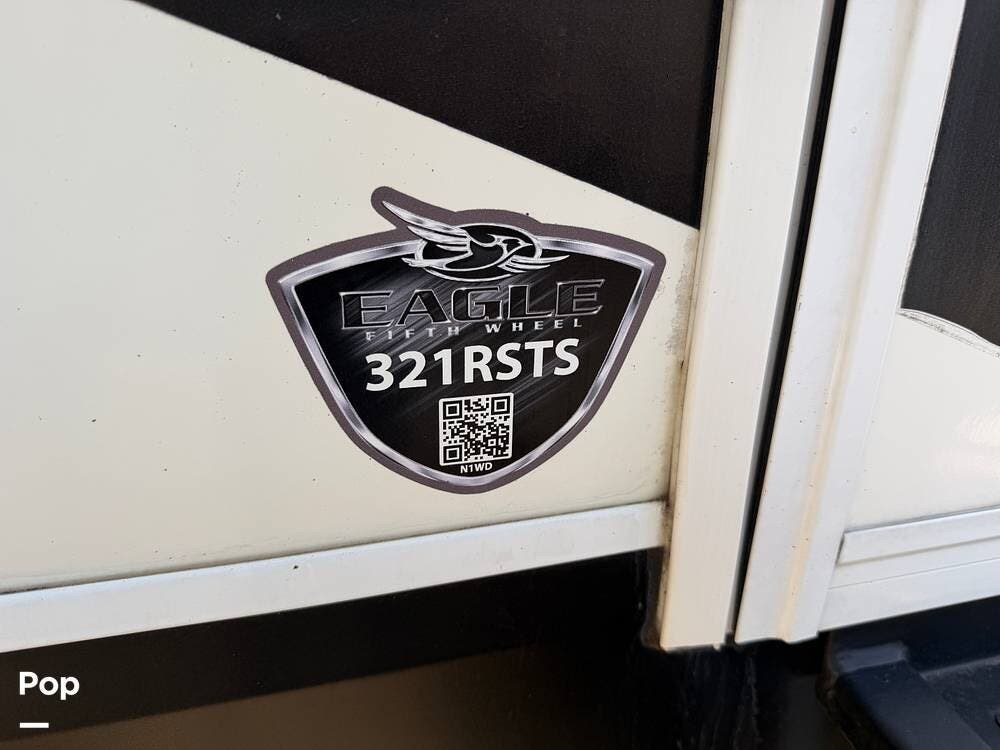 EAGLE
FIFTH WHEEL
321RSTS
N1WD
Pop